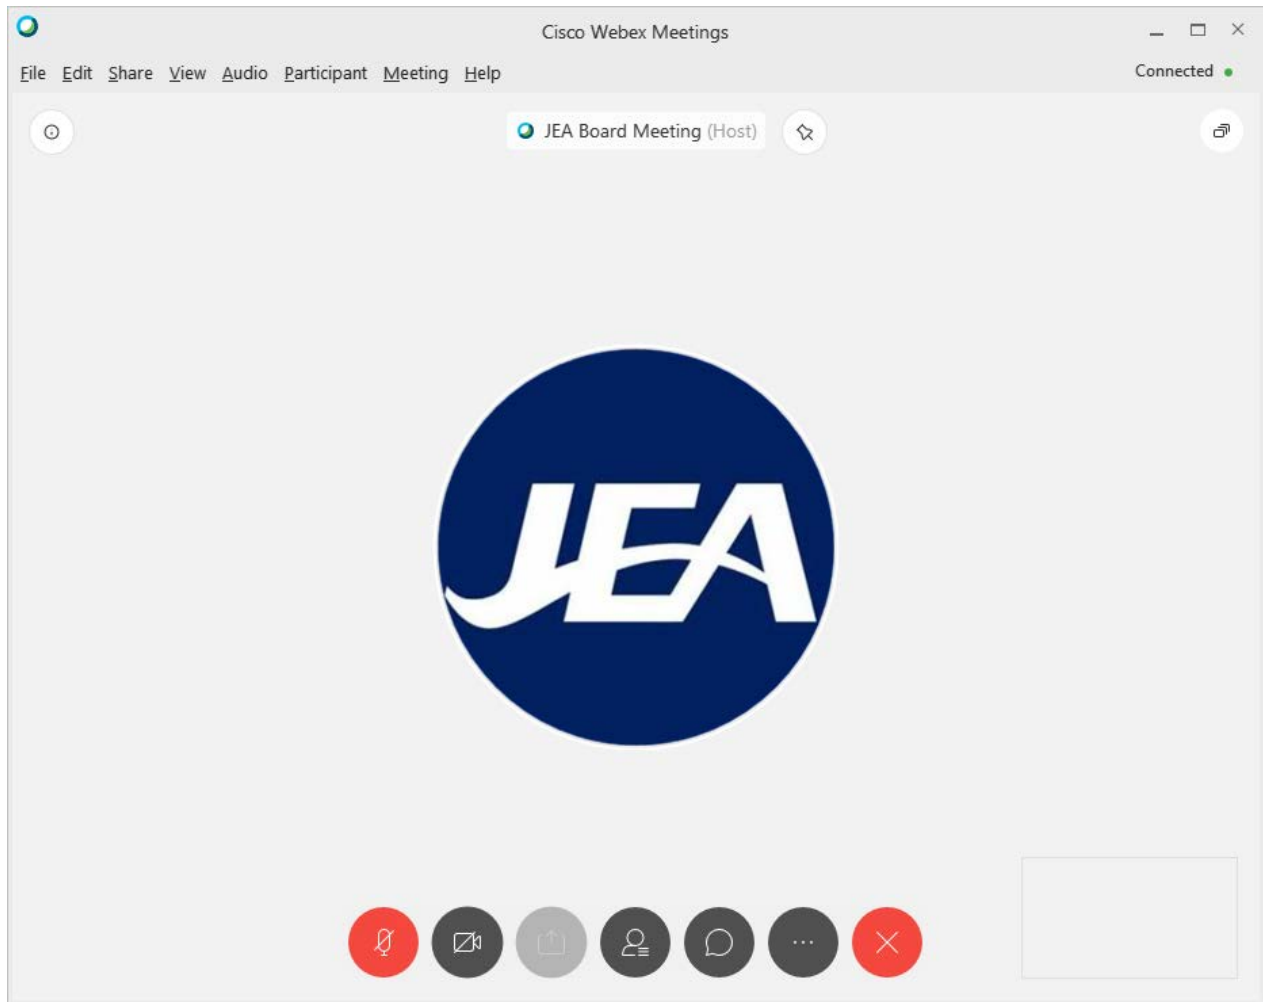 Cisco Webex Meetings
File Edit Share View Audio Participant Meeting Help
Connected
JEA Board Meeting (Host)
JEA